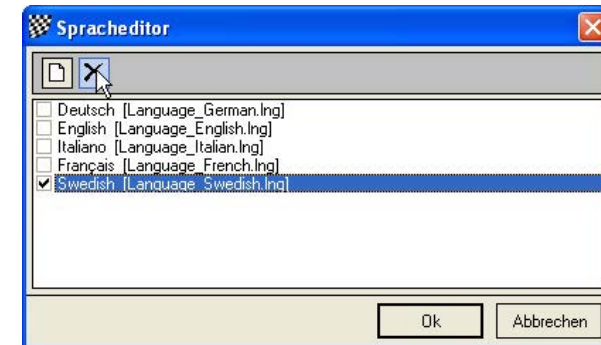 Spracheditor
Deutsch [Language_German.lng]
English [Language_English.lng]
Italiano [Language_Italian.lng]
Français [Language_French.lng]
Swedish [Language_Swedish.lng]
Ok
Abbrechen